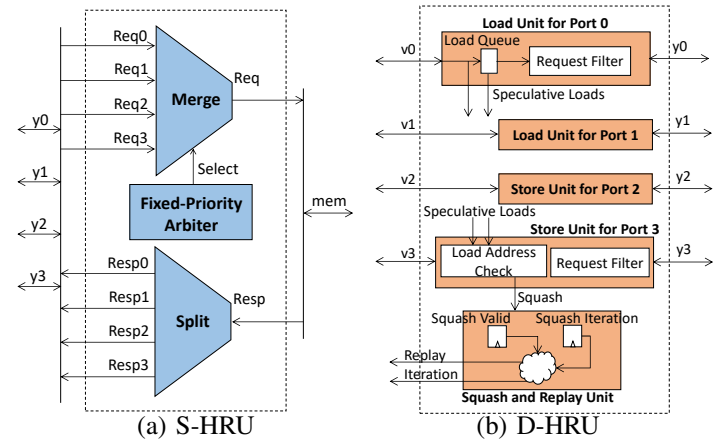 Req0
Req1
Req2
Req3
Req
Merge
y0
y1
y2
y3
Select
Fixed-Priority
Arbiter
mem
Resp0
Resp1
Resp2
Resp3
Resp
Split
(a) S-HRU
Load Unit for Port 0
v0
Load Queue
Request Filter
y0
Speculative Loads
v1
Load Unit for Port 1
y1
v2
Store Unit for Port 2
y2
Speculative Loads
Store Unit for Port 3
v3
Load Address
Check
Request Filter
y3
Squash
Squash Valid
Squash Iteration
Replay
Iteration
Squash and Replay Unit
(b) D-HRU